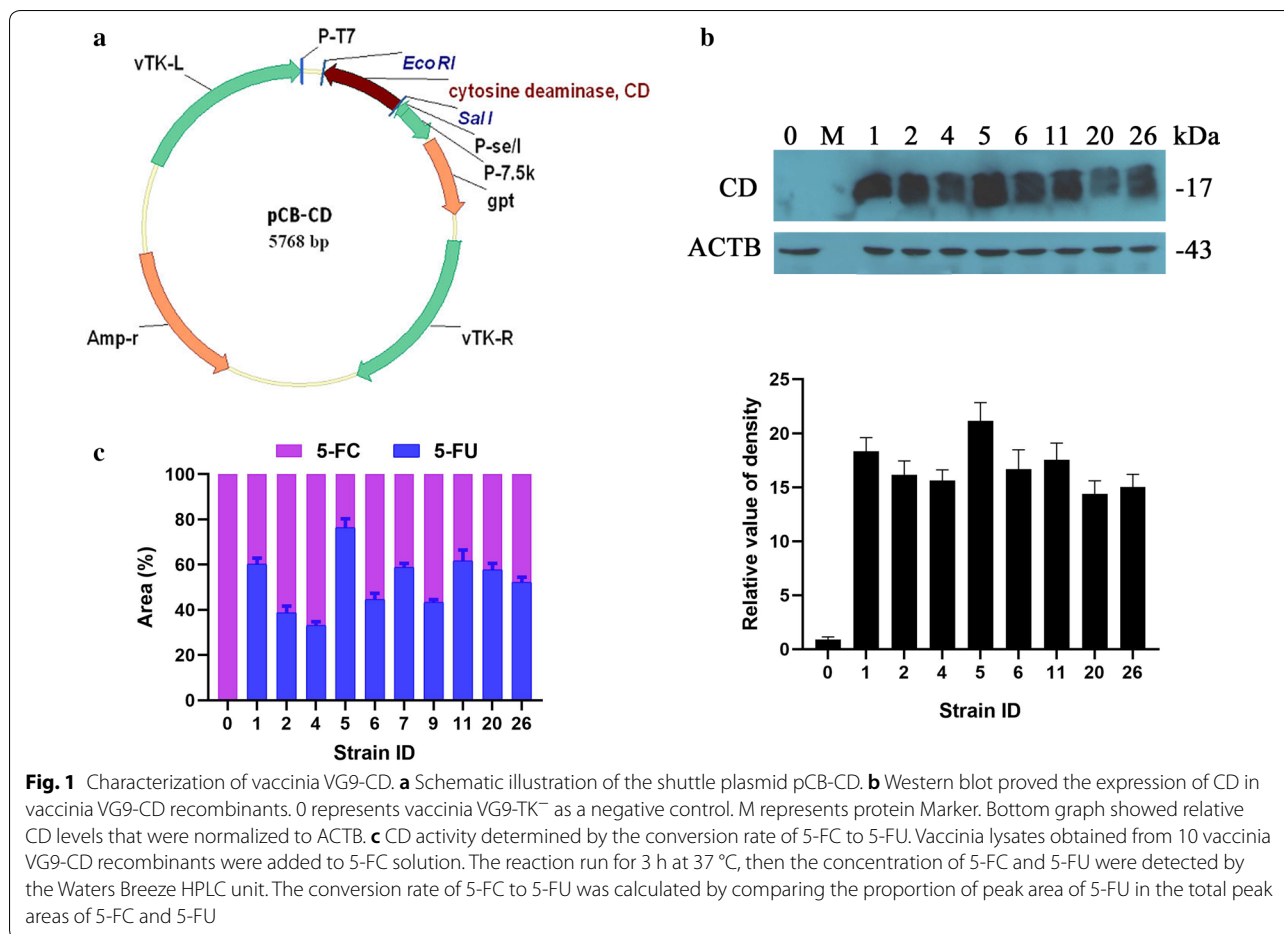 a
P-T7
vTK-L
EcoRI
cytosine deaminase, CD
Sal I
P-se/l
P-7.5k
gpt
pCB-CD
5768 bp
Amp-r
vTK-R
b
0 M 1 2 4 5 6 11 20 26 kDa
CD -17
ACTB -43
25
20
15
10
5
0
Relative value of density
0 1 2 4 5 6 11 20 26
Strain ID
c
5-FC 5-FU
100
80
60
40
20
0
Area (%)
0 1 2 4 5 6 7 9 11 20 26
Strain ID
Fig. 1 Characterization of vaccinia VG9-CD. a Schematic illustration of the shuttle plasmid pCB-CD. b Western blot proved the expression of CD in
vaccinia VG9-CD recombinants. 0 represents vaccinia VG9-TK⁻ as a negative control. M represents protein Marker. Bottom graph showed relative
CD levels that were normalized to ACTB. c CD activity determined by the conversion rate of 5-FC to 5-FU. Vaccinia lysates obtained from 10 vaccinia
VG9-CD recombinants were added to 5-FC solution. The reaction run for 3 h at 37 °C, then the concentration of 5-FC and 5-FU were detected by
the Waters Breeze HPLC unit. The conversion rate of 5-FC to 5-FU was calculated by comparing the proportion of peak area of 5-FU in the total peak
areas of 5-FC and 5-FU